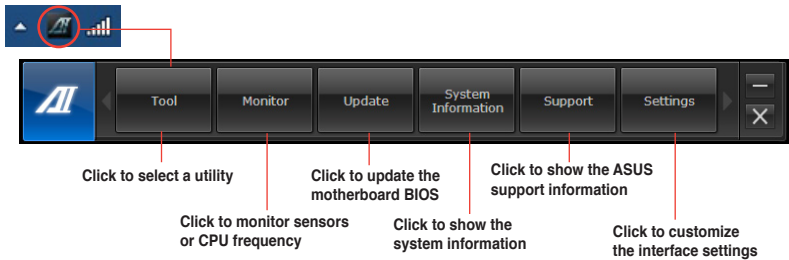 Tool
Monitor
Update
System
Information
Support
Settings
Click to select a utility
Click to update the
motherboard BIOS
Click to show the ASUS
support information
Click to monitor sensors
or CPU frequency
Click to show the
system information
Click to customize
the interface settings